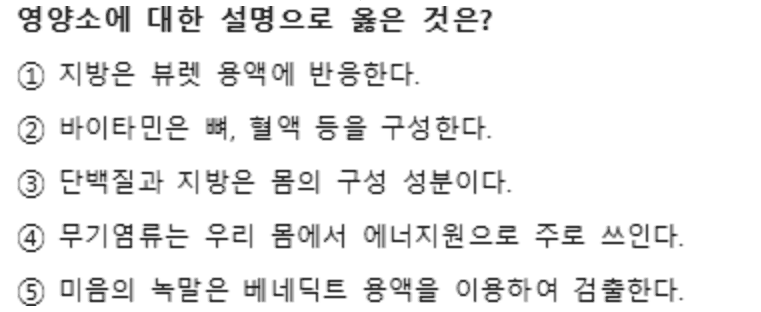 영양소에 대한 설명으로 옳은 것은?
① 지방은 뷰렛 용액에 반응한다.
② 바이타민은 뼈, 혈액 등을 구성한다.
③ 단백질과 지방은 몸의 구성 성분이다.
④ 무기염류는 우리 몸에서 에너지원으로 주로 쓰인다.
⑤ 미음의 녹말은 베네딕트 용액을 이용하여 검출한다.